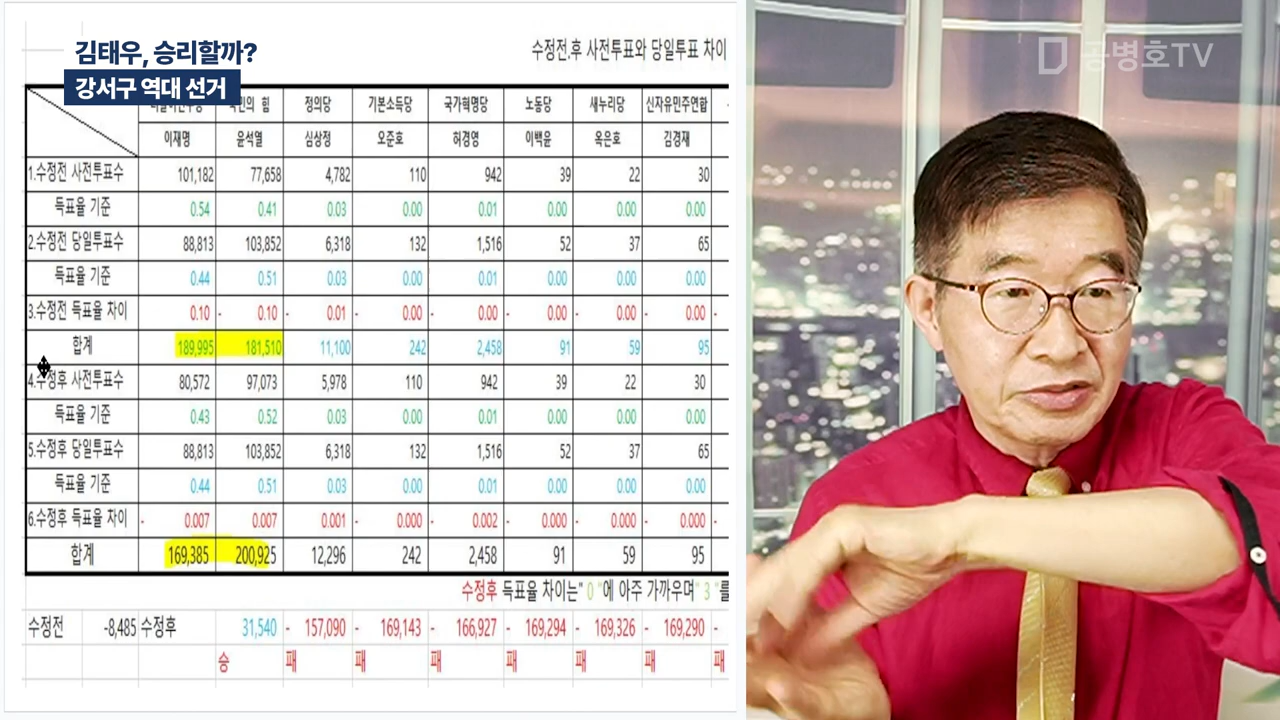 김태우, 승리할까?
강서구 역대 선거
공병호TV
수정전.후 사전투표와 당일투표 차이
국민의 힘 정의당 기본소득당 국가혁명당 노동당 새누리당 신자유민주연합
이재명 윤석열 심상정 오준호 허경영 이백윤 옥은호 김경재
1.수정전 사전투표수 101,182 77,658 4,782 110 942 39 22 30
득표율 기준 0.54 0.41 0.03 0.00 0.01 0.00 0.00 0.00
2.수정전 당일투표수 88,813 103,852 6,318 132 1,516 52 37 65
득표율 기준 0.44 0.51 0.03 0.00 0.01 0.00 0.00 0.00
3.수정전 득표율 차이 0.10 - 0.10 - 0.01 - 0.00 - 0.00 - 0.00 - 0.00 - 0.00 -
합계 189,995 181,510 11,100 242 2,458 91 59 95
4.수정후 사전투표수 80,572 97,073 5,978 110 942 39 22 30
득표율 기준 0.43 0.52 0.03 0.00 0.01 0.00 0.00 0.00
5.수정후 당일투표수 88,813 103,852 6,318 132 1,516 52 37 65
득표율 기준 0.44 0.51 0.03 0.00 0.01 0.00 0.00 0.00
6.수정후 득표율 차이 - 0.007 0.007 0.001 - 0.000 - 0.002 - 0.000 - 0.000 - 0.000 -
합계 169,385 200,925 12,296 242 2,458 91 59 95
수정후 득표율 차이는" 0 "에 아주 가까우며" 3 "를
수정전 -8,485 수정후 31,540 - 157,090 - 169,143 - 166,927 - 169,294 - 169,326 - 169,290 -
승 패 패 패 패 패 패 패